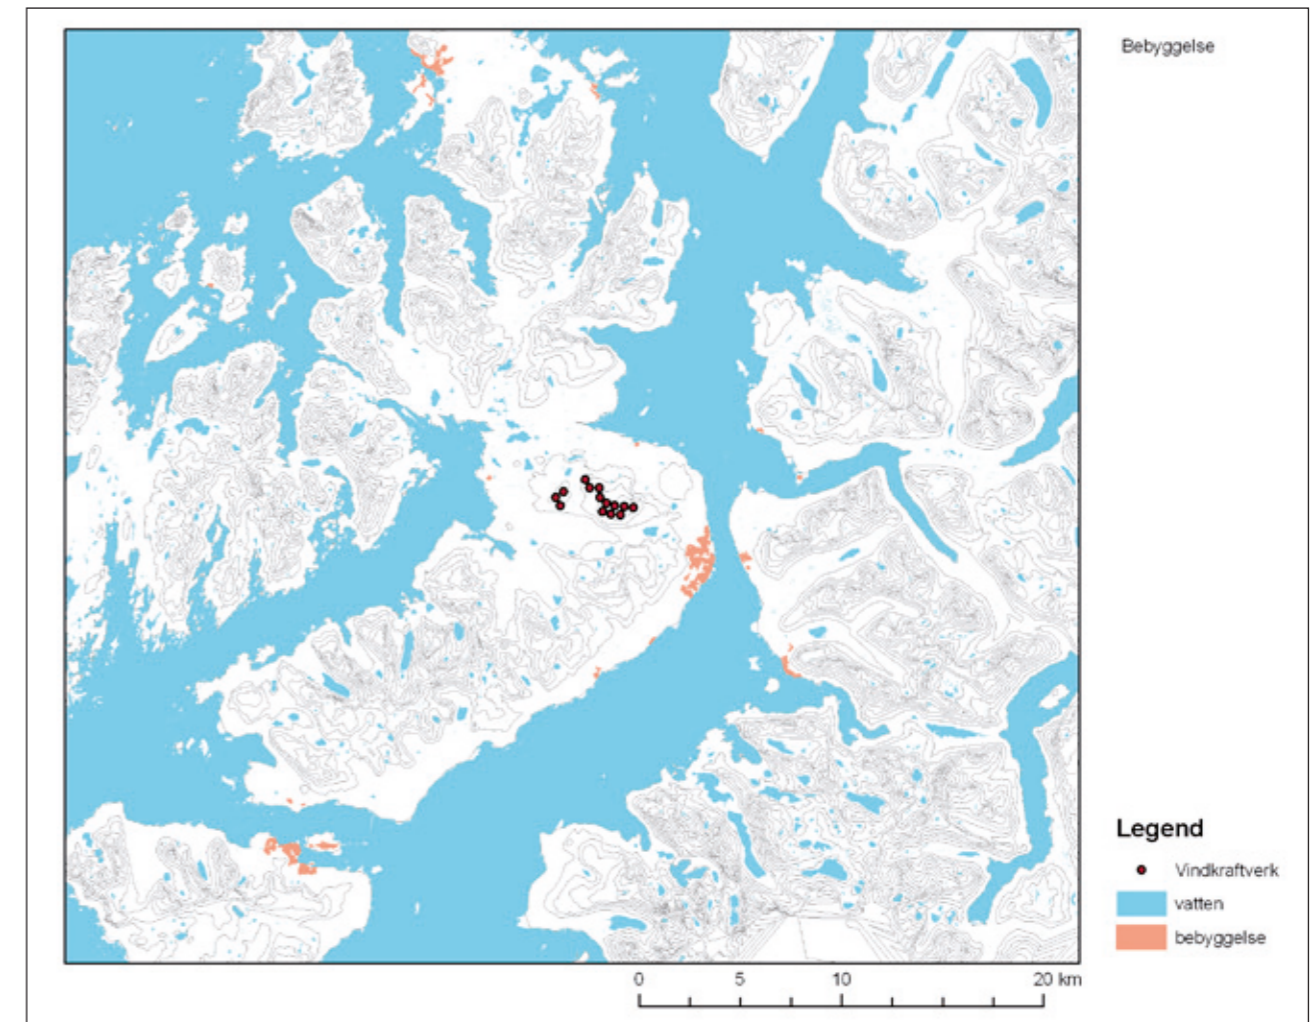 Bebyggelse
Legend
Vindkraftverk
vatten
bebyggelse
0 5 10 20 km